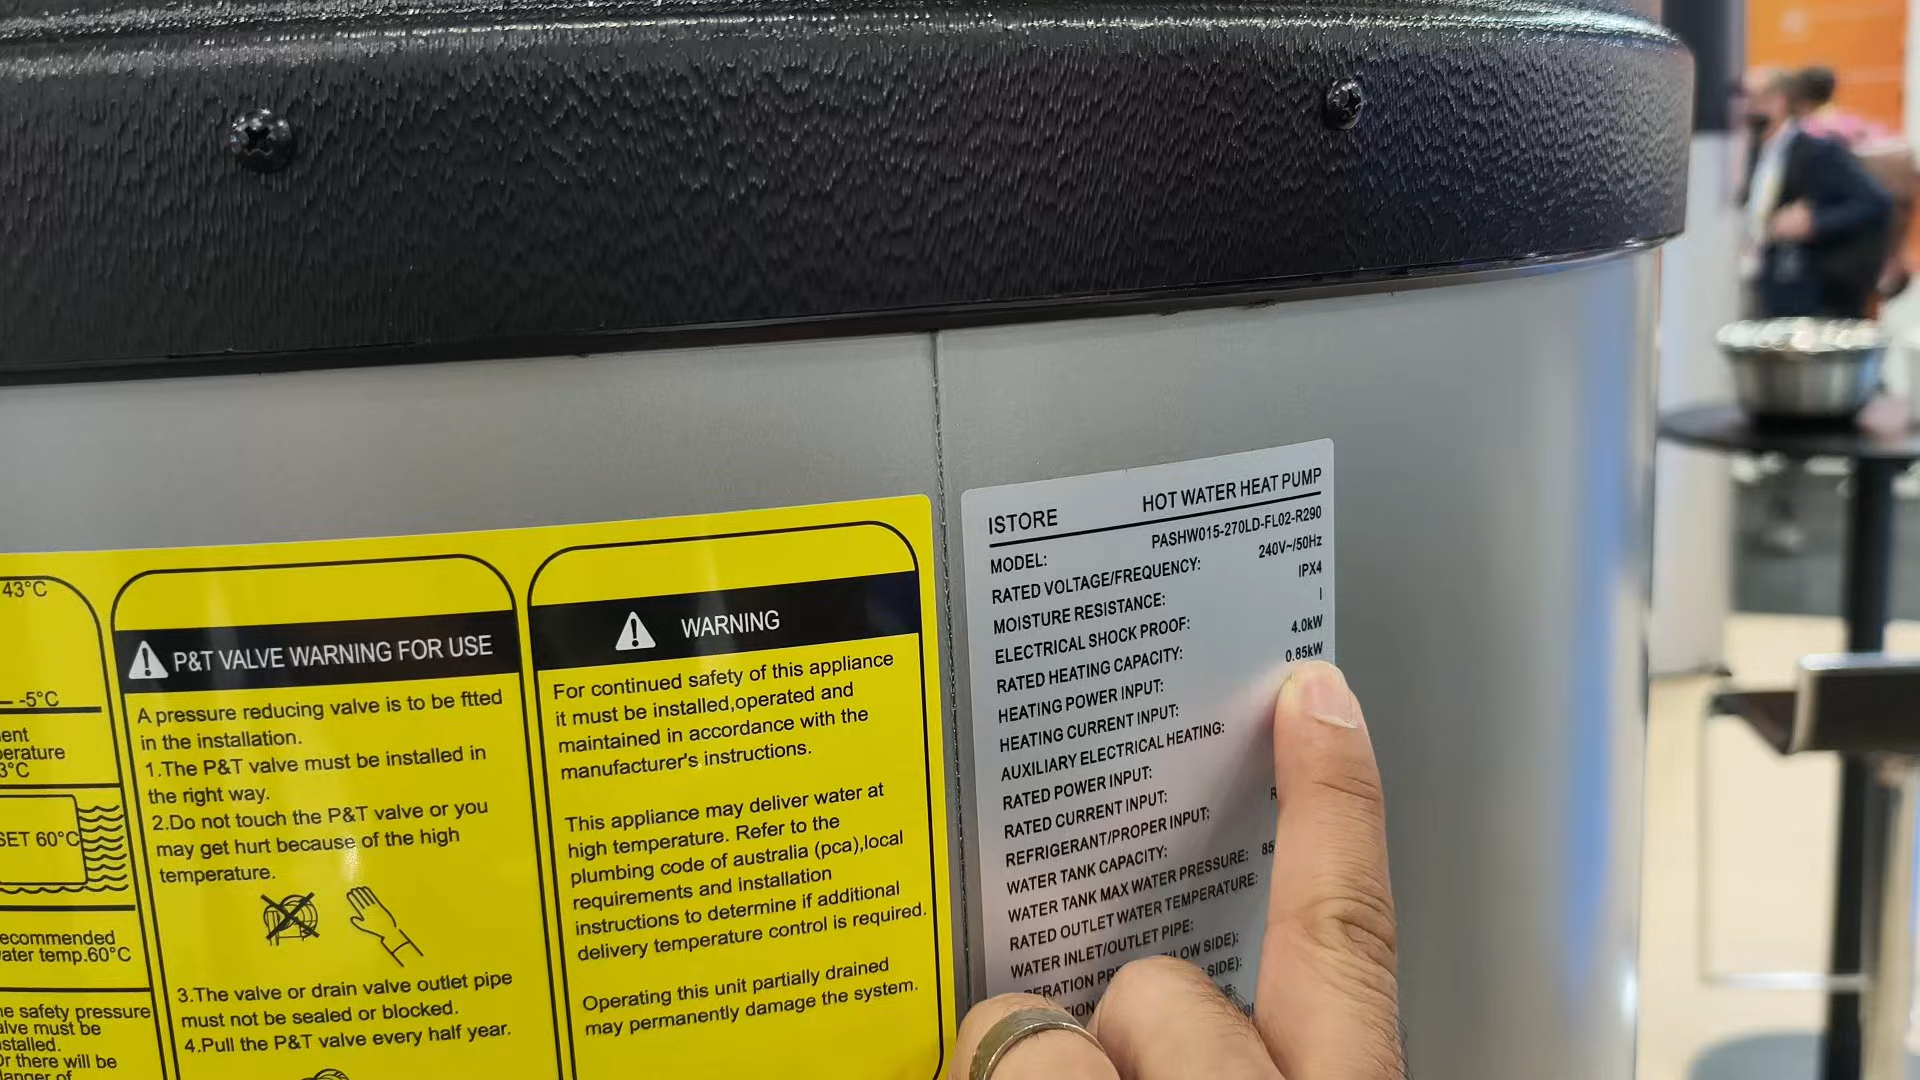 43°C
-5°C
erature
3°C
SET 60°C
ecommended
ater temp.60°C
e safety pressure
alve must be
stalled.
Or there will be
danger of
P&T VALVE WARNING FOR USE
A pressure reducing valve is to be ftted
in the installation.
1.The P&T valve must be installed in
the right way.
2.Do not touch the P&T valve or you
may get hurt because of the high
temperature.
3.The valve or drain valve outlet pipe
must not be sealed or blocked.
4.Pull the P&T valve every half year.
WARNING
For continued safety of this appliance
it must be installed,operated and
maintained in accordance with the
manufacturer's instructions.
This appliance may deliver water at
high temperature. Refer to the
plumbing code of australia (pca),local
requirements and installation
instructions to determine if additional
delivery temperature control is required.
Operating this unit partially drained
may permanently damage the system.
ISTORE HOT WATER HEAT PUMP
MODEL: PASHW015-270LD-FL02-R290
RATED VOLTAGE/FREQUENCY: 240V~/50Hz
MOISTURE RESISTANCE: IPX4
ELECTRICAL SHOCK PROOF: I
RATED HEATING CAPACITY: 4.0kW
HEATING POWER INPUT: 0.85kW
HEATING CURRENT INPUT:
AUXILIARY ELECTRICAL HEATING:
RATED POWER INPUT:
RATED CURRENT INPUT:
REFRIGERANT/PROPER INPUT: R
WATER TANK CAPACITY:
WATER TANK MAX WATER PRESSURE: 85
RATED OUTLET WATER TEMPERATURE:
WATER INLET/OUTLET PIPE:
ERATION PRE LOW SIDE):
SIDE):